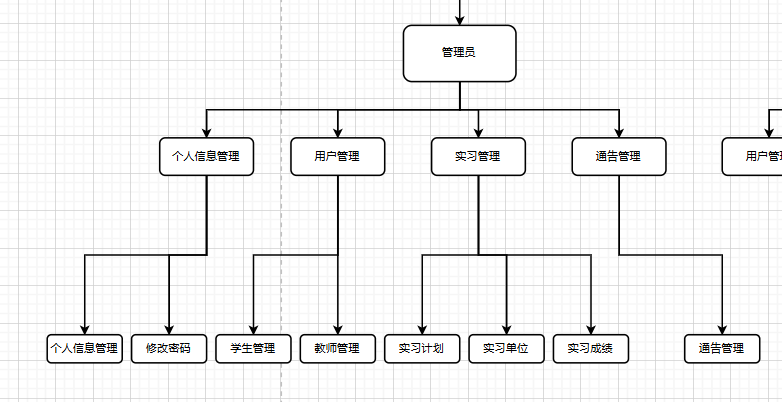 管理员
个人信息管理
用户管理
实习管理
通告管理
用户管
个人信息管理
修改密码
学生管理
教师管理
实习计划
实习单位
实习成绩
通告管理